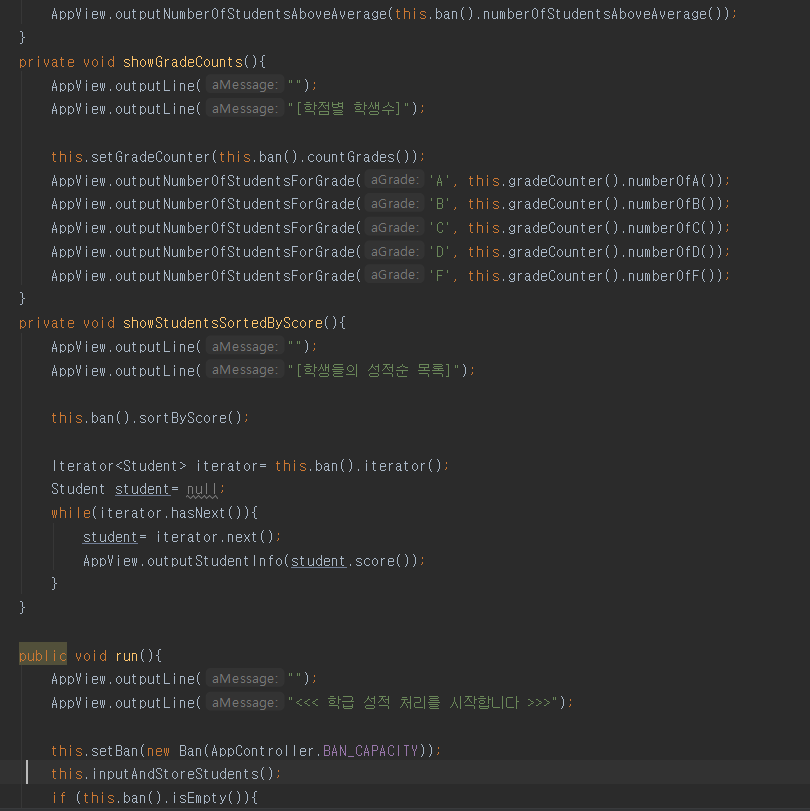 AppView.outputNumberOfStudentsAboveAverage(this.ban().numberOfStudentsAboveAverage());
}
private void showGradeCounts(){
AppView.outputLine( aMessage: "");
AppView.outputLine( aMessage: "[학점별 학생수]");
this.setGradeCounter(this.ban().countGrades());
AppView.outputNumberOfStudentsForGrade( aGrade: 'A', this.gradeCounter().numberOfA());
AppView.outputNumberOfStudentsForGrade( aGrade: 'B', this.gradeCounter().numberOfB());
AppView.outputNumberOfStudentsForGrade( aGrade: 'C', this.gradeCounter().numberOfC());
AppView.outputNumberOfStudentsForGrade( aGrade: 'D', this.gradeCounter().numberOfD());
AppView.outputNumberOfStudentsForGrade( aGrade: 'F', this.gradeCounter().numberOfF());
}
private void showStudentsSortedByScore(){
AppView.outputLine( aMessage: "");
AppView.outputLine( aMessage: "[학생들의 성적순 목록]");
this.ban().sortByScore();
Iterator<Student> iterator= this.ban().iterator();
Student student= null;
while(iterator.hasNext()){
student= iterator.next();
AppView.outputStudentInfo(student.score());
}
}
public void run(){
AppView.outputLine( aMessage: "");
AppView.outputLine( aMessage: "<<< 학급 성적 처리를 시작합니다 >>>");
this.setBan(new Ban(AppController.BAN_CAPACITY));
this.inputAndStoreStudents();
if (this.ban().isEmpty()){